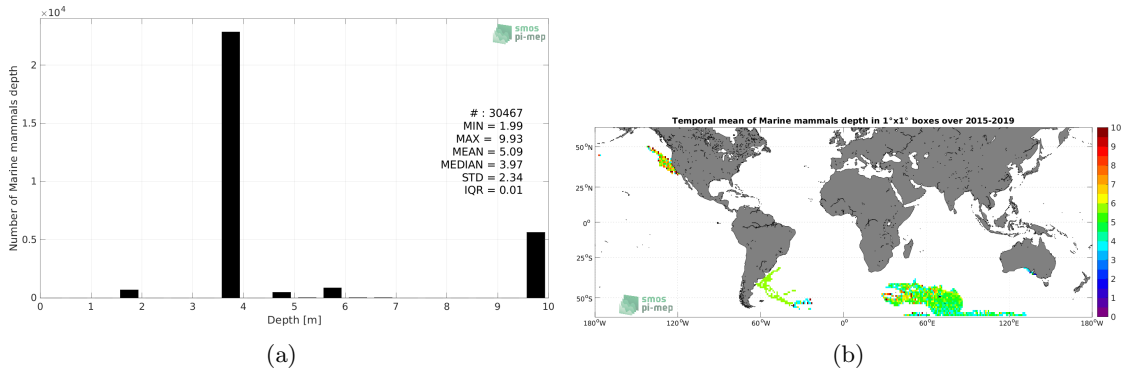 ×10⁴
smos
pi-mep
2
1.5
1
0.5
0
Number of Marine mammals depth
# : 30467
MIN = 1.99
MAX = 9.93
MEAN = 5.09
MEDIAN = 3.97
STD = 2.34
IQR = 0.01
0 1 2 3 4 5 6 7 8 9 10
Depth [m]
(a)
Temporal mean of Marine mammals depth in 1°x1° boxes over 2015-2019
50°N
25°N
0°
25°S
50°S
smos
pi-mep
180°W 120°W 60°W 0° 60°E 120°E 180°W
10
9
8
7
6
5
4
3
2
1
0
(b)